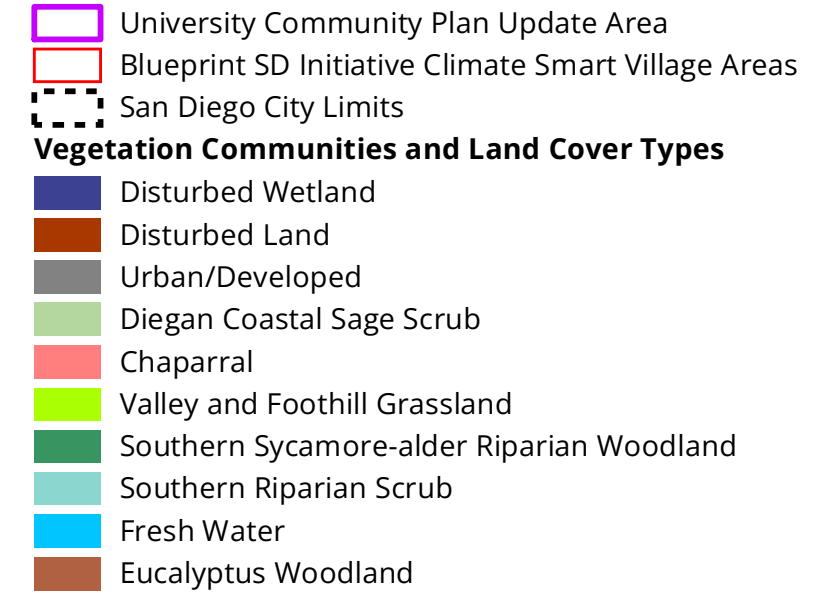 University Community Plan Update Area
Blueprint SD Initiative Climate Smart Village Areas
San Diego City Limits
Vegetation Communities and Land Cover Types
Disturbed Wetland
Disturbed Land
Urban/Developed
Diegan Coastal Sage Scrub
Chaparral
Valley and Foothill Grassland
Southern Sycamore-alder Riparian Woodland
Southern Riparian Scrub
Fresh Water
Eucalyptus Woodland